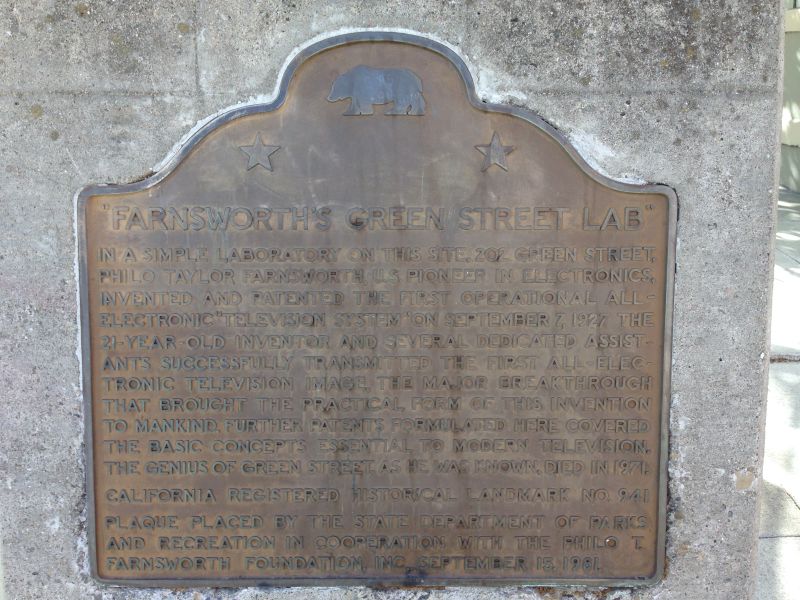 "FARNSWORTH'S GREEN STREET LAB"
IN A SIMPLE LABORATORY ON THIS SITE, 202 GREEN STREET,
PHILO TAYLOR FARNSWORTH, U.S. PIONEER IN ELECTRONICS,
INVENTED AND PATENTED THE FIRST OPERATIONAL ALL-
ELECTRONIC "TELEVISION SYSTEM." ON SEPTEMBER 7, 1927 THE
21-YEAR-OLD INVENTOR AND SEVERAL DEDICATED ASSIST-
ANTS SUCCESSFULLY TRANSMITTED THE FIRST ALL-ELEC-
TRONIC TELEVISION IMAGE, THE MAJOR BREAKTHROUGH
THAT BROUGHT THE PRACTICAL FORM OF THIS INVENTION
TO MANKIND. FURTHER PATENTS FORMULATED HERE COVERED
THE BASIC CONCEPTS ESSENTIAL TO MODERN TELEVISION.
THE GENIUS OF GREEN STREET, AS HE WAS KNOWN, DIED IN 1971.
CALIFORNIA REGISTERED HISTORICAL LANDMARK NO. 941
PLAQUE PLACED BY THE STATE DEPARTMENT OF PARKS
AND RECREATION IN COOPERATION WITH THE PHILO T.
FARNSWORTH FOUNDATION, INC. SEPTEMBER 15, 1981.